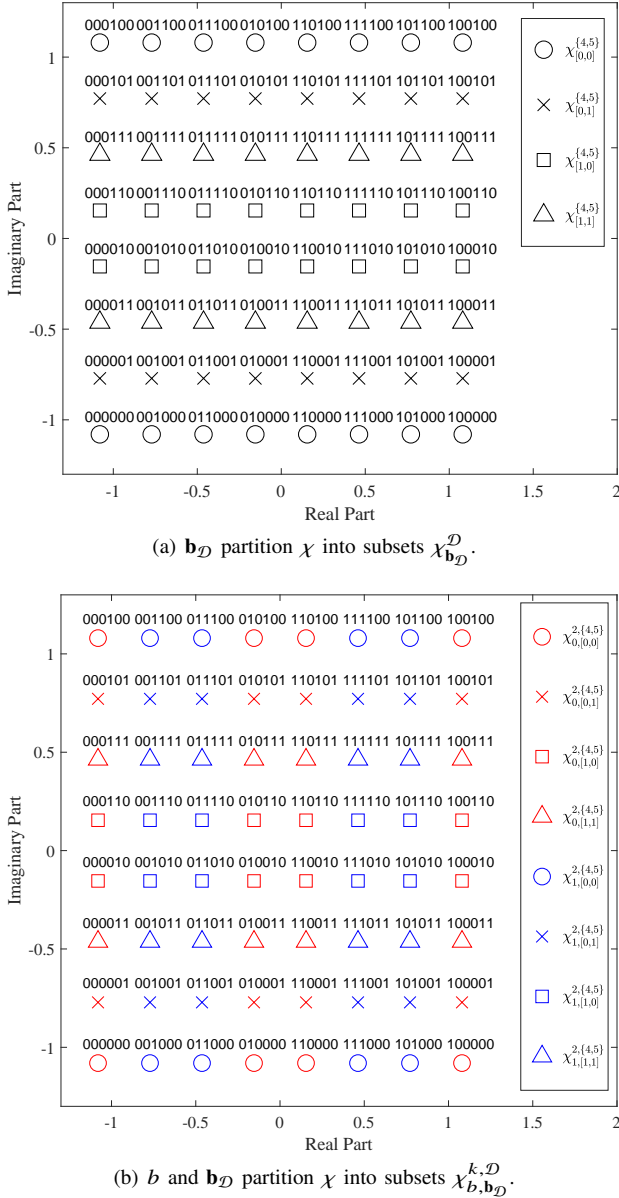 000100 001100 011100 010100 110100 111100 101100 100100
1
000101 001101 011101 010101 110101 111101 101101 100101
000111 001111 011111 010111 110111 111111 101111 100111
0.5
000110 001110 011110 010110 110110 111110 101110 100110
0
000010 001010 011010 010010 110010 111010 101010 100010
000011 001011 011011 010011 110011 111011 101011 100011
-0.5
000001 001001 011001 010001 110001 111001 101001 100001
-1
000000 001000 011000 010000 110000 111000 101000 100000
-1 -0.5 0 0.5 1 1.5 2
Real Part
Imaginary Part
χ^{4,5}_[0,0]
χ^{4,5}_[0,1]
χ^{4,5}_[1,0]
χ^{4,5}_[1,1]
(a) b_𝒟 partition χ into subsets χ^𝒟_b_𝒟.
000100 001100 011100 010100 110100 111100 101100 100100
1
000101 001101 011101 010101 110101 111101 101101 100101
000111 001111 011111 010111 110111 111111 101111 100111
0.5
000110 001110 011110 010110 110110 111110 101110 100110
0
000010 001010 011010 010010 110010 111010 101010 100010
000011 001011 011011 010011 110011 111011 101011 100011
-0.5
000001 001001 011001 010001 110001 111001 101001 100001
-1
000000 001000 011000 010000 110000 111000 101000 100000
-1 -0.5 0 0.5 1 1.5 2
Real Part
Imaginary Part
χ^2,{4,5}_0,[0,0]
χ^2,{4,5}_0,[0,1]
χ^2,{4,5}_0,[1,0]
χ^2,{4,5}_0,[1,1]
χ^2,{4,5}_1,[0,0]
χ^2,{4,5}_1,[0,1]
χ^2,{4,5}_1,[1,0]
χ^2,{4,5}_1,[1,1]
(b) b and b_𝒟 partition χ into subsets χ^k,𝒟_b,b_𝒟.